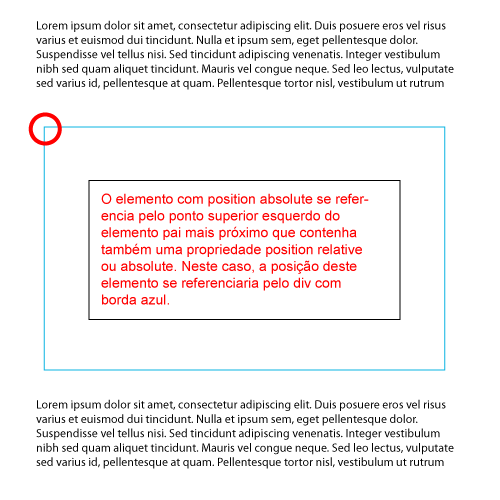 Lorem ipsum dolor sit amet, consectetur adipiscing elit. Duis posuere eros vel risus
varius et euismod dui tincidunt. Nulla et ipsum sem, eget pellentesque dolor.
Suspendisse vel tellus nisi. Sed tincidunt adipiscing venenatis. Integer vestibulum
nibh sed quam aliquet tincidunt. Mauris vel congue neque. Sed leo lectus, vulputate
sed varius id, pellentesque at quam. Pellentesque tortor nisl, vestibulum ut rutrum
O elemento com position absolute se refer-
encia pelo ponto superior esquerdo do
elemento pai mais próximo que contenha
também uma propriedade position relative
ou absolute. Neste caso, a posição deste
elemento se referenciaria pelo div com
borda azul.
Lorem ipsum dolor sit amet, consectetur adipiscing elit. Duis posuere eros vel risus
varius et euismod dui tincidunt. Nulla et ipsum sem, eget pellentesque dolor.
Suspendisse vel tellus nisi. Sed tincidunt adipiscing venenatis. Integer vestibulum
nibh sed quam aliquet tincidunt. Mauris vel congue neque. Sed leo lectus, vulputate
sed varius id, pellentesque at quam. Pellentesque tortor nisl, vestibulum ut rutrum